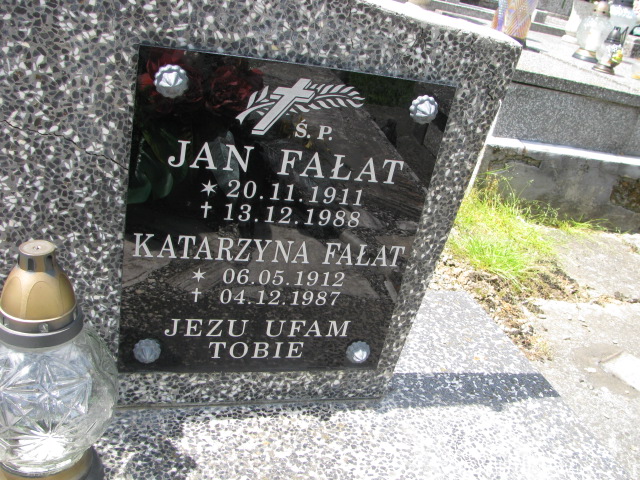 Ś.P.
JAN FAŁAT
* 20.11.1911
† 13.12.1988
KATARZYNA FAŁAT
* 06.05.1912
† 04.12.1987
JEZU UFAM
TOBIE